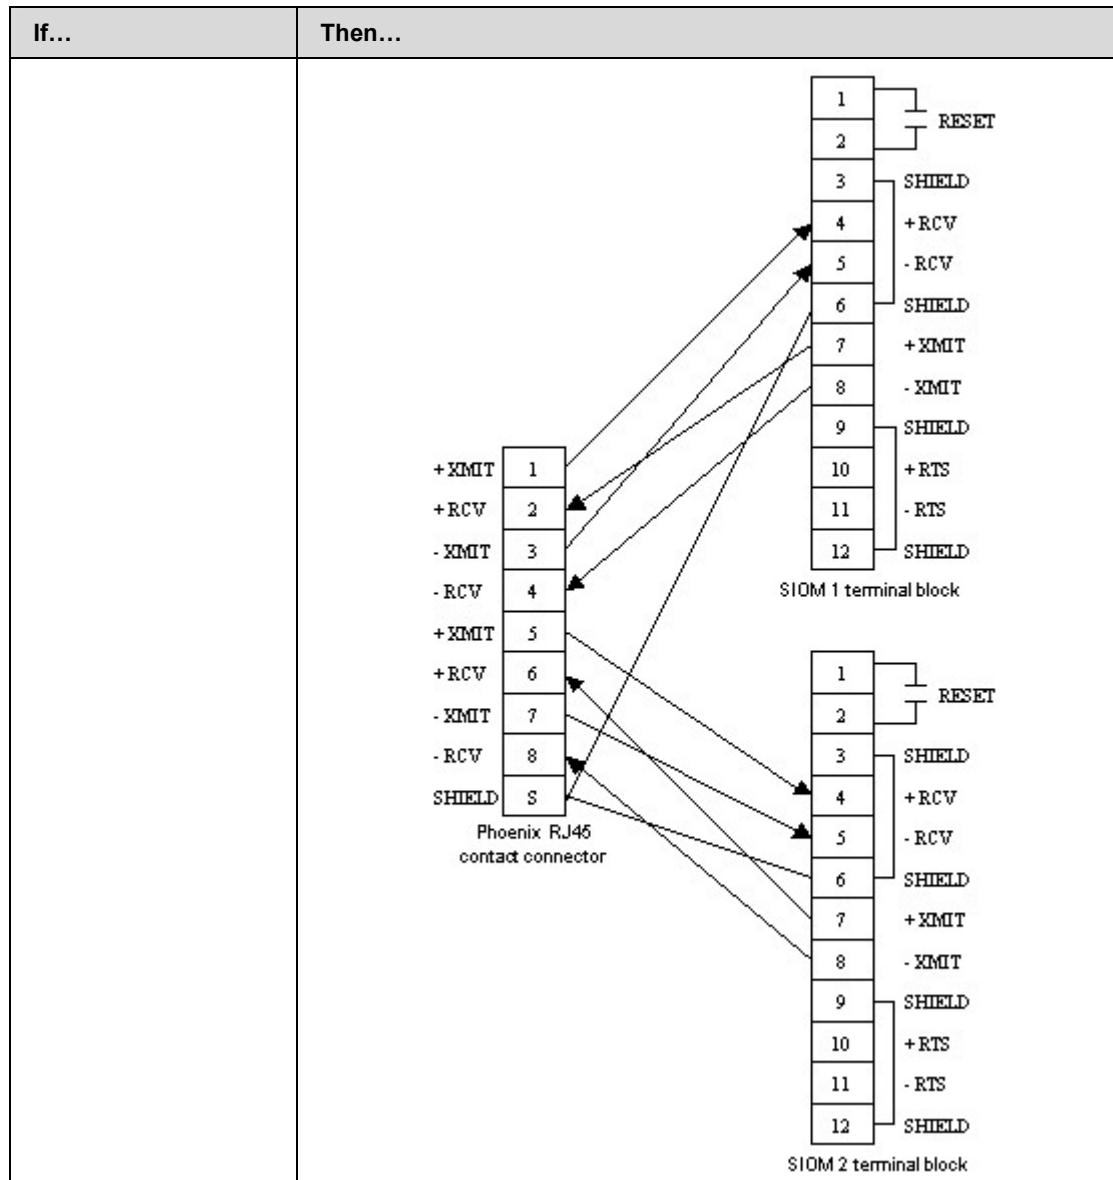 If… Then…
1
2 RESET
3 SHIELD
4 +RCV
5 -RCV
6 SHIELD
7 +XMIT
8 -XMIT
9 SHIELD
10 +RTS
11 -RTS
12 SHIELD
SIOM 1 terminal block
+XMIT 1
+RCV 2
-XMIT 3
-RCV 4
+XMIT 5
+RCV 6
-XMIT 7
-RCV 8
SHIELD S
Phoenix RJ45
contact connector
1
2 RESET
3 SHIELD
4 +RCV
5 -RCV
6 SHIELD
7 +XMIT
8 -XMIT
9 SHIELD
10 +RTS
11 -RTS
12 SHIELD
SIOM 2 terminal block